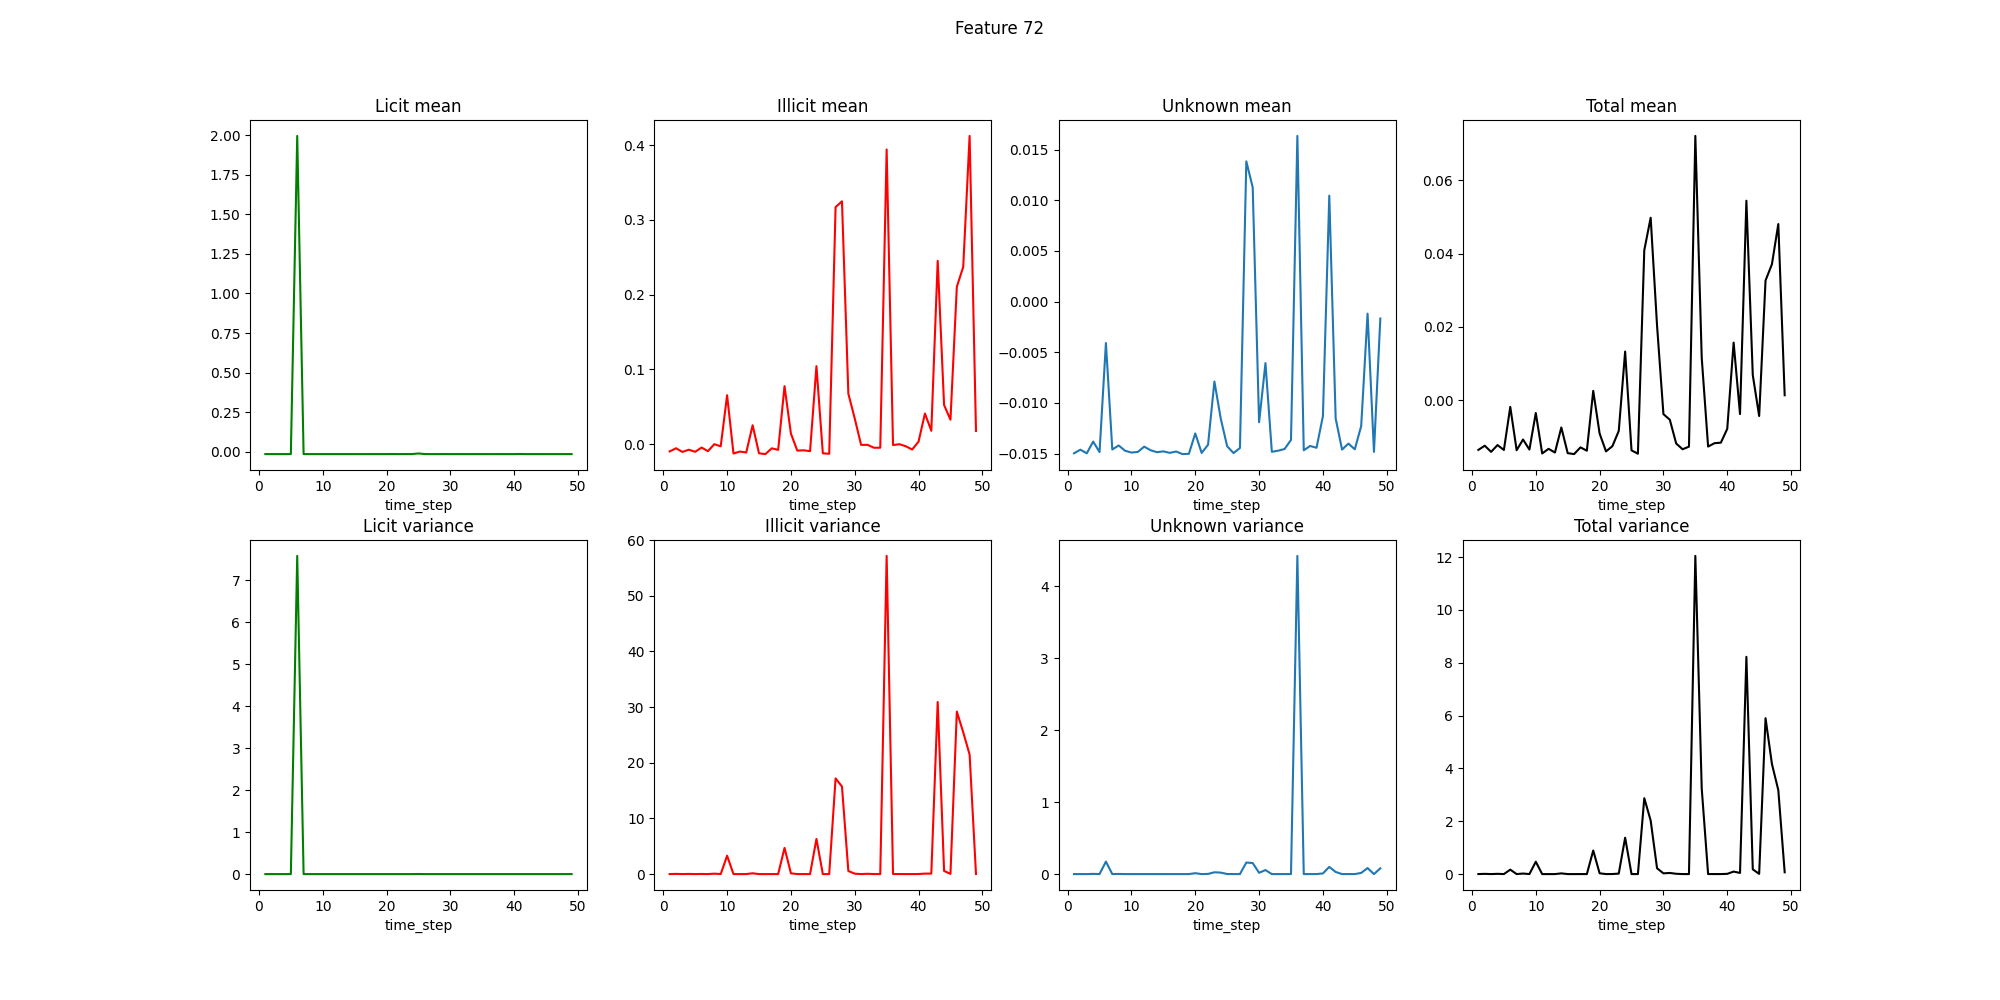 Feature 72
Licit mean
Illicit mean
Unknown mean
Total mean
2.00
1.75
1.50
1.25
1.00
0.75
0.50
0.25
0.00
0 10 20 30 40 50
time_step
0.4
0.3
0.2
0.1
0.0
0 10 20 30 40 50
time_step
0.015
0.010
0.005
0.000
−0.005
−0.010
−0.015
0 10 20 30 40 50
time_step
0.06
0.04
0.02
0.00
0 10 20 30 40 50
time_step
Licit variance
Illicit variance
Unknown variance
Total variance
7
6
5
4
3
2
1
0
0 10 20 30 40 50
time_step
60
50
40
30
20
10
0
0 10 20 30 40 50
time_step
4
3
2
1
0
0 10 20 30 40 50
time_step
12
10
8
6
4
2
0
0 10 20 30 40 50
time_step